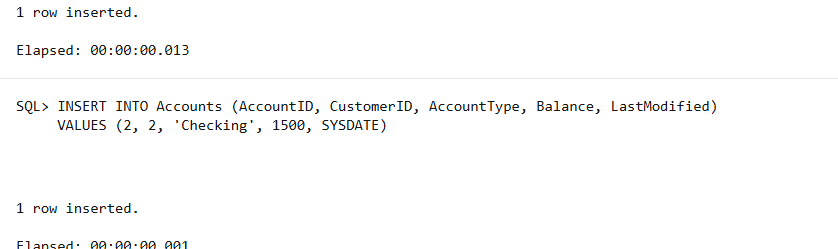 1 row inserted.
Elapsed: 00:00:00.013
SQL> INSERT INTO Accounts (AccountID, CustomerID, AccountType, Balance, LastModified)
VALUES (2, 2, 'Checking', 1500, SYSDATE)
1 row inserted.
Elapsed: 00:00:00.001